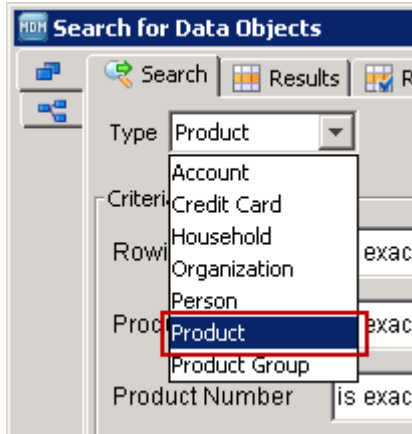 MDM Search for Data Objects
Search Results R
Type Product
Account
Criteri Credit Card
Household
Rowi exac
Organization
Person
Prod Product exac
Product Group
Product Number is exac